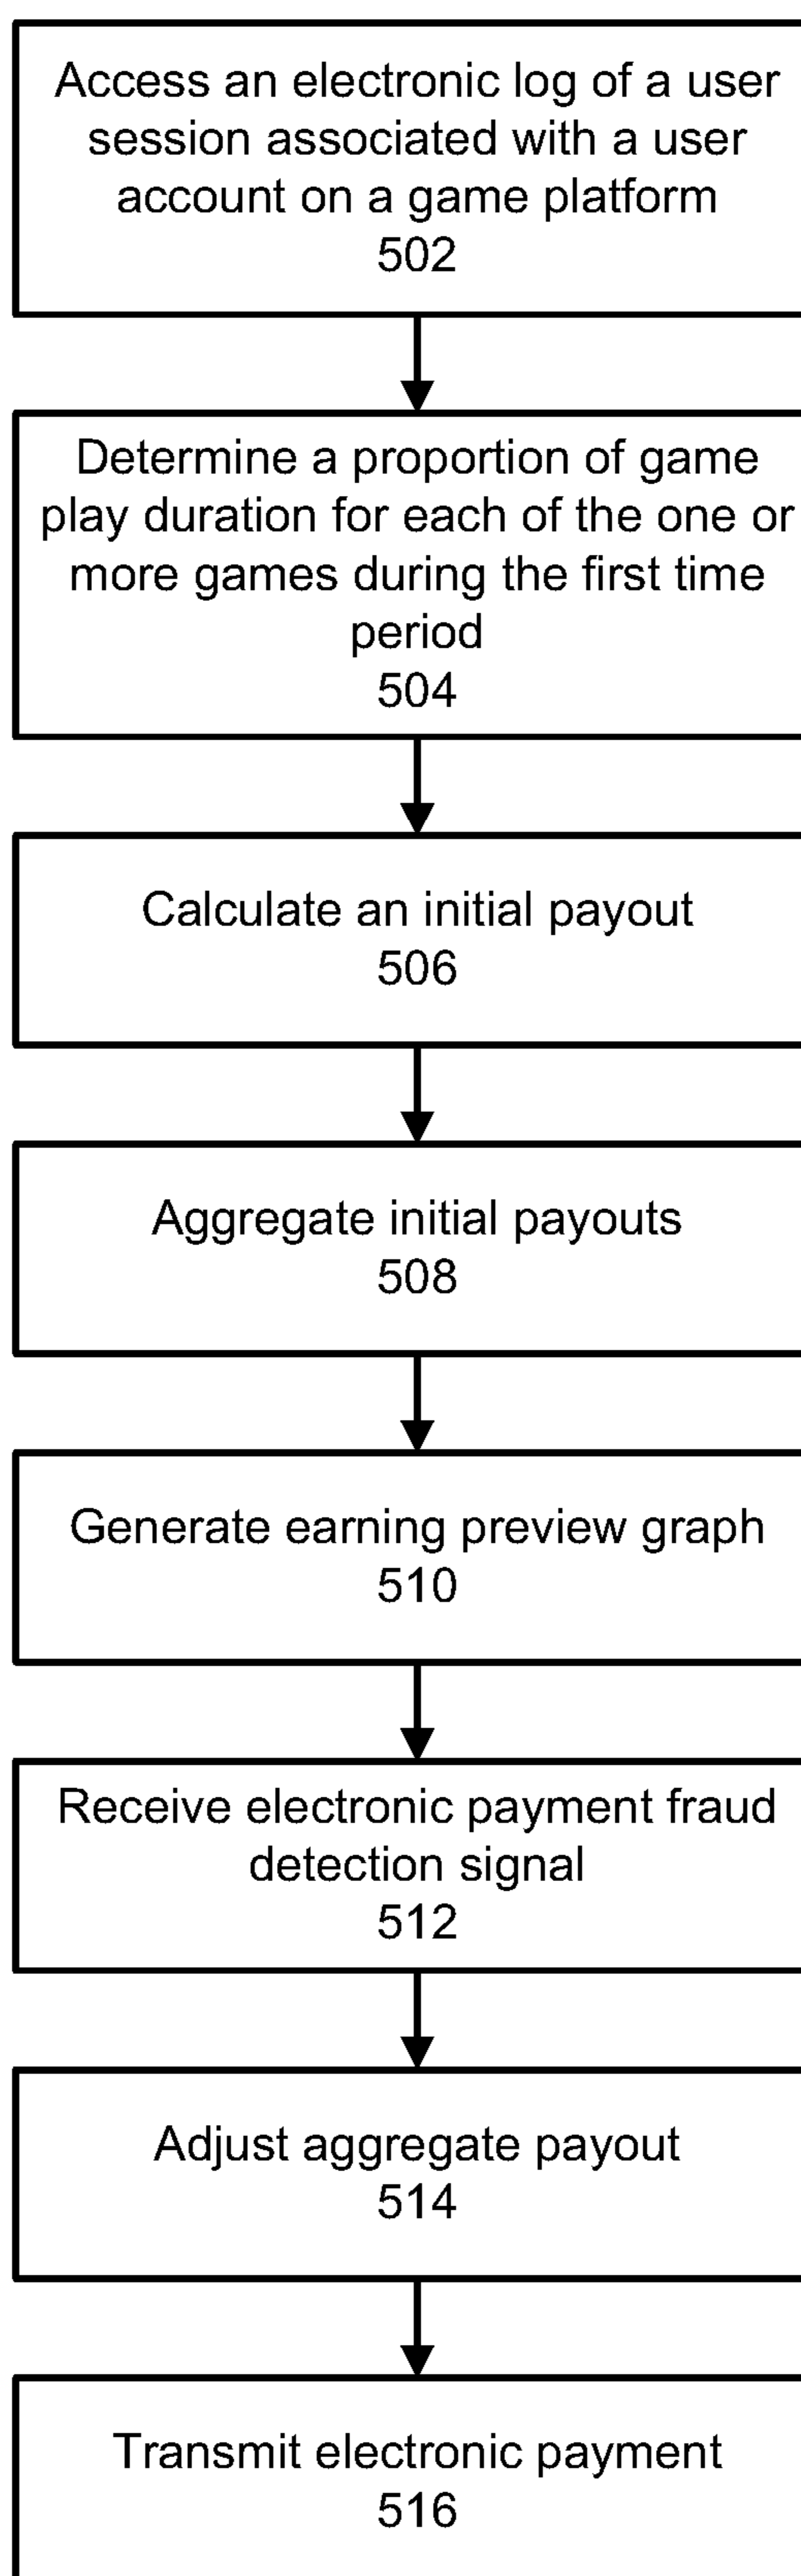 Access an electronic log of a user
session associated with a user
account on a game platform
502
Determine a proportion of game
play duration for each of the one or
more games during the first time
period
504
Calculate an initial payout
506
Aggregate initial payouts
508
Generate earning preview graph
510
Receive electronic payment fraud
detection signal
512
Adjust aggregate payout
514
Transmit electronic payment
516